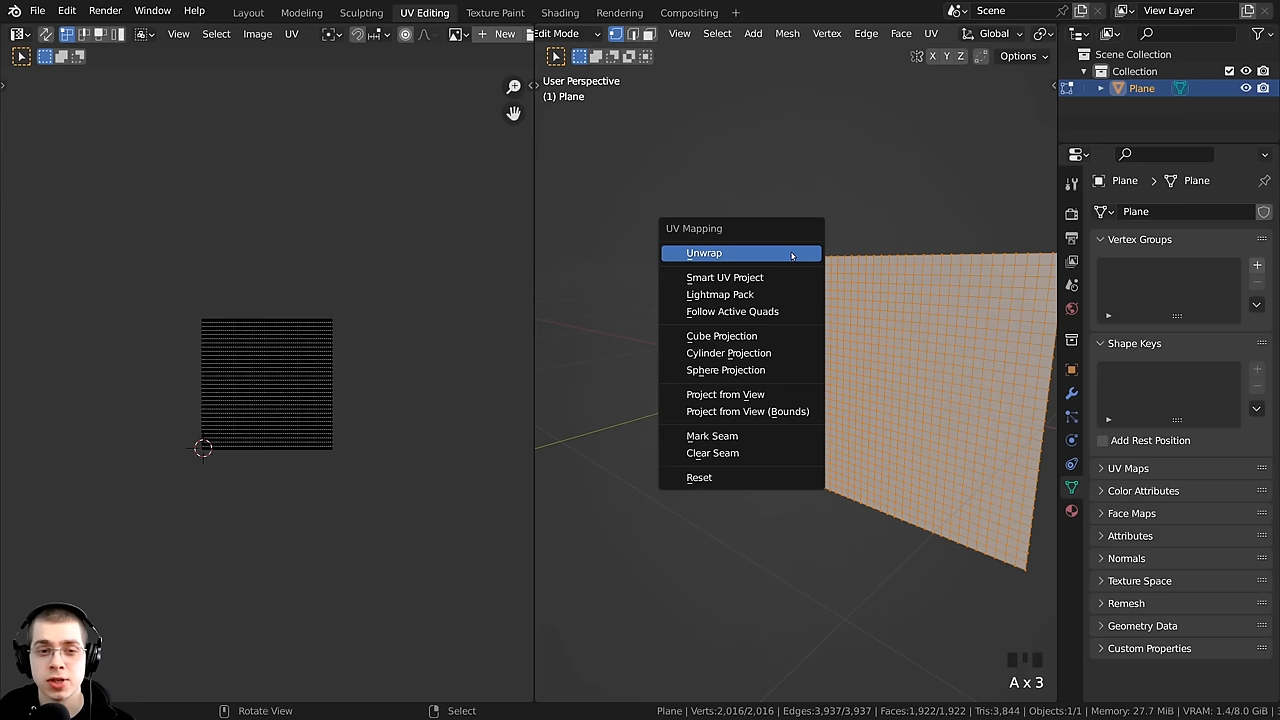 File Edit Render Window Help Layout Modeling Sculpting UV Editing Texture Paint Shading Rendering Compositing + Scene View Layer
View Select Image UV + New Edit Mode View Select Add Mesh Vertex Edge Face UV Global
X Y Z Options
User Perspective
(1) Plane
Scene Collection
Collection
Plane
Plane > Plane
Plane
UV Mapping
Unwrap
Smart UV Project
Lightmap Pack
Follow Active Quads
Cube Projection
Cylinder Projection
Sphere Projection
Project from View
Project from View (Bounds)
Mark Seam
Clear Seam
Reset
Vertex Groups
Shape Keys
Add Rest Position
UV Maps
Color Attributes
Face Maps
Attributes
Normals
Texture Space
Remesh
Geometry Data
Custom Properties
A x 3
Rotate View Select Plane | Verts:2,016/2,016 | Edges:3,937/3,937 | Faces:1,922/1,922 | Tris:3,844 | Objects:1/1 | Memory: 27.7 MiB | VRAM: 1.4/8.0 GiB |